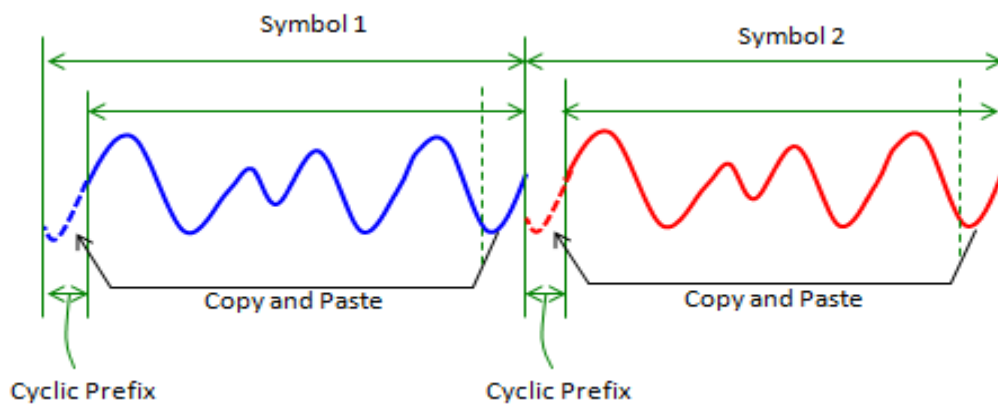 Symbol 1
Symbol 2
Copy and Paste
Copy and Paste
Cyclic Prefix
Cyclic Prefix